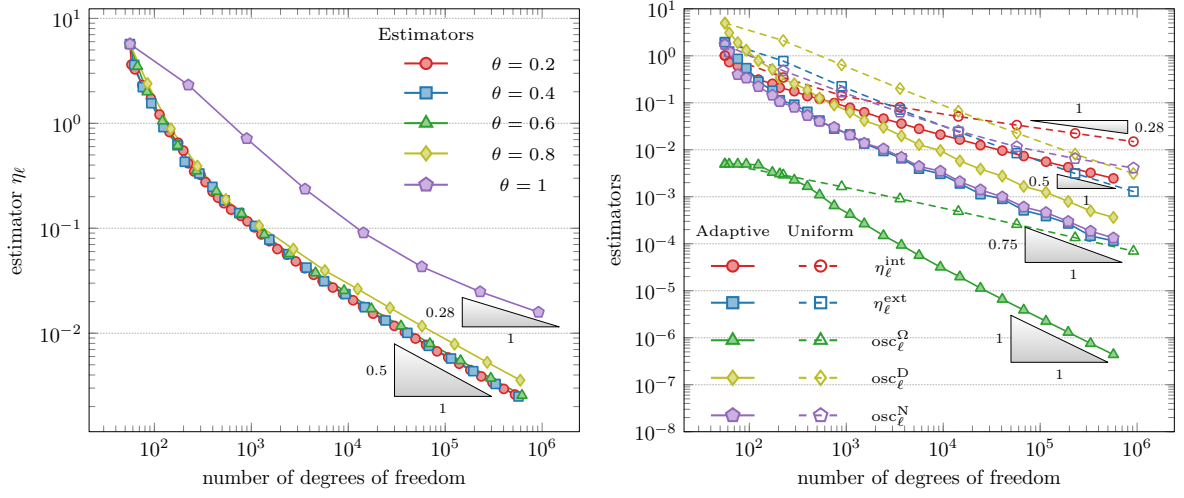 10^1
10^0
10^{-1}
10^{-2}
estimator η_ℓ
Estimators
θ = 0.2
θ = 0.4
θ = 0.6
θ = 0.8
θ = 1
0.28
1
0.5
1
10^2
10^3
10^4
10^5
10^6
number of degrees of freedom
10^1
10^0
10^{-1}
10^{-2}
10^{-3}
10^{-4}
10^{-5}
10^{-6}
10^{-7}
10^{-8}
estimators
1
0.28
0.5
1
0.75
1
1
1
Adaptive Uniform
η_ℓ^int
η_ℓ^ext
osc_ℓ^Ω
osc_ℓ^D
osc_ℓ^N
10^2
10^3
10^4
10^5
10^6
number of degrees of freedom